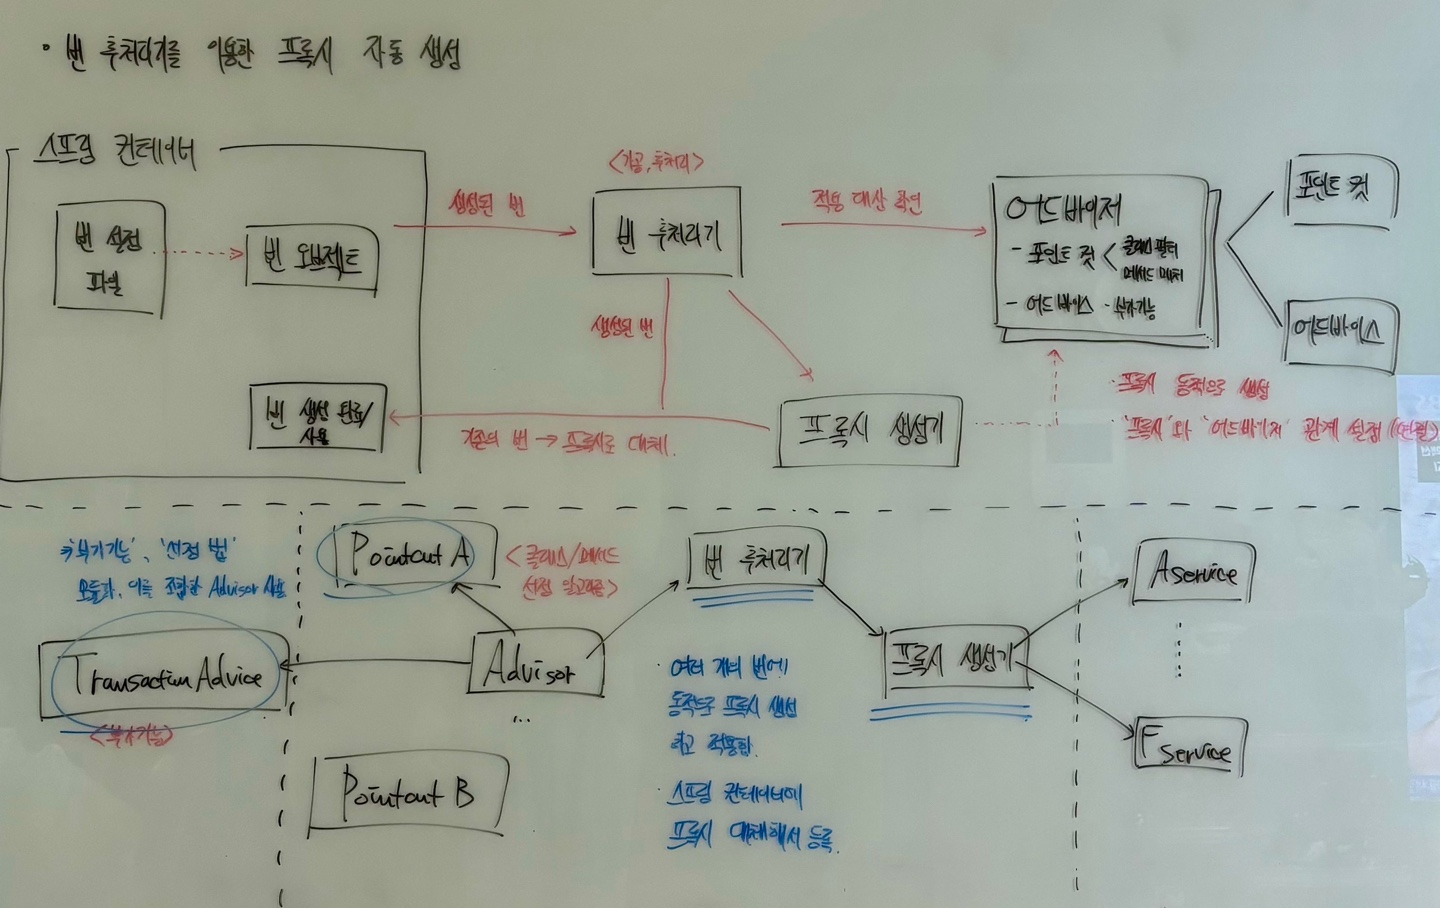 • 빈 후처리기를 이용한 프록시 자동 생성
스프링 컨테이너
빈 설정
파일
빈 오브젝트
빈 생성 완료/
사용
생성된 빈
<가공, 후처리>
빈 후처리기
적용 대상 확인
어드바이저
- 포인트 컷 < 클래스 필터
메서드 매처
- 어드바이스 · 부가기능
포인트 컷
어드바이스
생성된 빈
프록시 생성기
기존의 빈 → 프록시로 대체.
· 프록시 동적으로 생성
· '프록시'와 '어드바이저' 관계 설정 (연결)
'부가기능', '선정 법'
모듈화, 이를 조합한 Advisor 사용
TransactionAdvice
<부가기능>
Pointcut A
<클래스/메서드
선정 알고리즘>
Advisor
...
Pointcut B
빈 후처리기
프록시 생성기
· 여러 개의 빈에
동적으로 프록시 생성
하고 적용함.
· 스프링 컨테이너에
프록시 대체해서 등록.
A service
F service